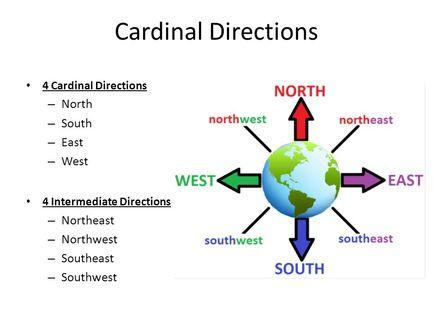 Cardinal Directions
• 4 Cardinal Directions
– North
– South
– East
– West
• 4 Intermediate Directions
– Northeast
– Northwest
– Southeast
– Southwest
NORTH
northwest
northeast
WEST
EAST
southwest
southeast
SOUTH